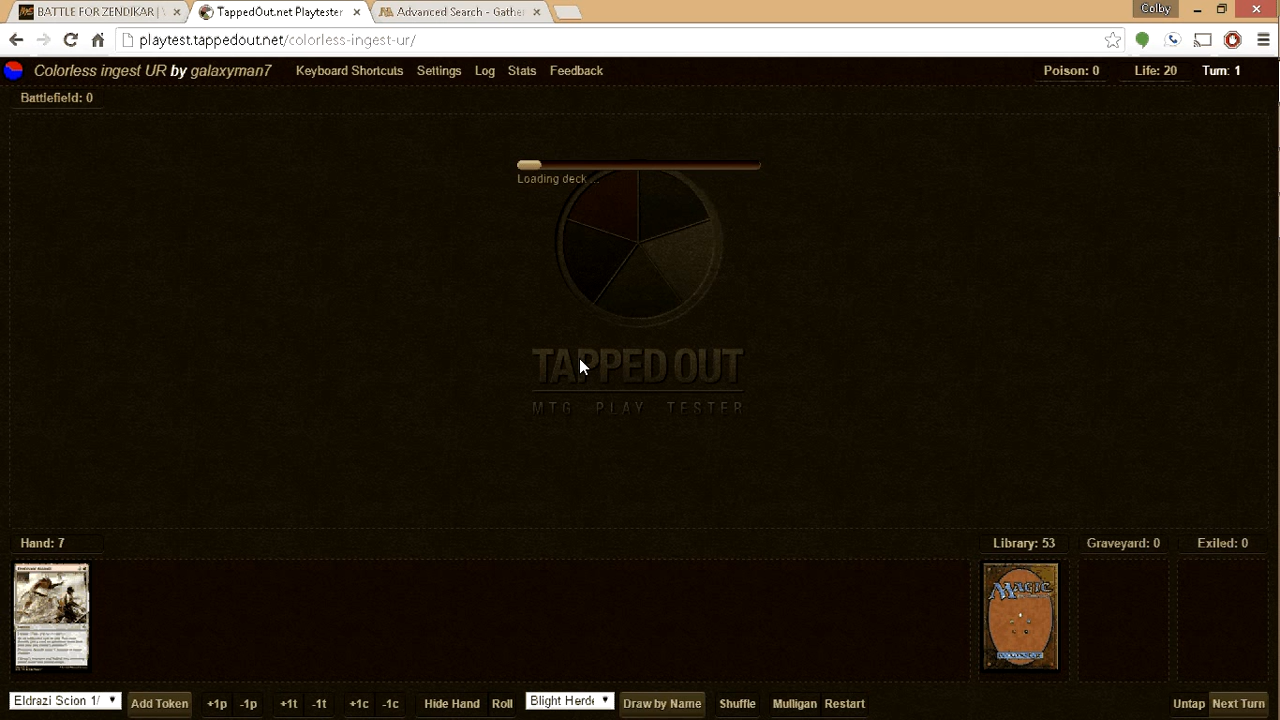 BATTLE FOR ZENDIKAR |
TappedOut.net Playtester
Advanced Search - Gather
Colby
playtest.tappedout.net/colorless-ingest-ur/
Colorless ingest UR by galaxyman7
Keyboard Shortcuts
Settings
Log
Stats
Feedback
Poison: 0
Life: 20
Turn: 1
Battlefield: 0
Loading deck ...
TAPPED OUT
MTG PLAY TESTER
Hand: 7
Library: 53
Graveyard: 0
Exiled: 0
MAGIC
Eldrazi Scion 1/
Add Token
+1p
-1p
+1t
-1t
+1c
-1c
Hide Hand
Roll
Blight Herde
Draw by Name
Shuffle
Mulligan
Restart
Untap
Next Turn